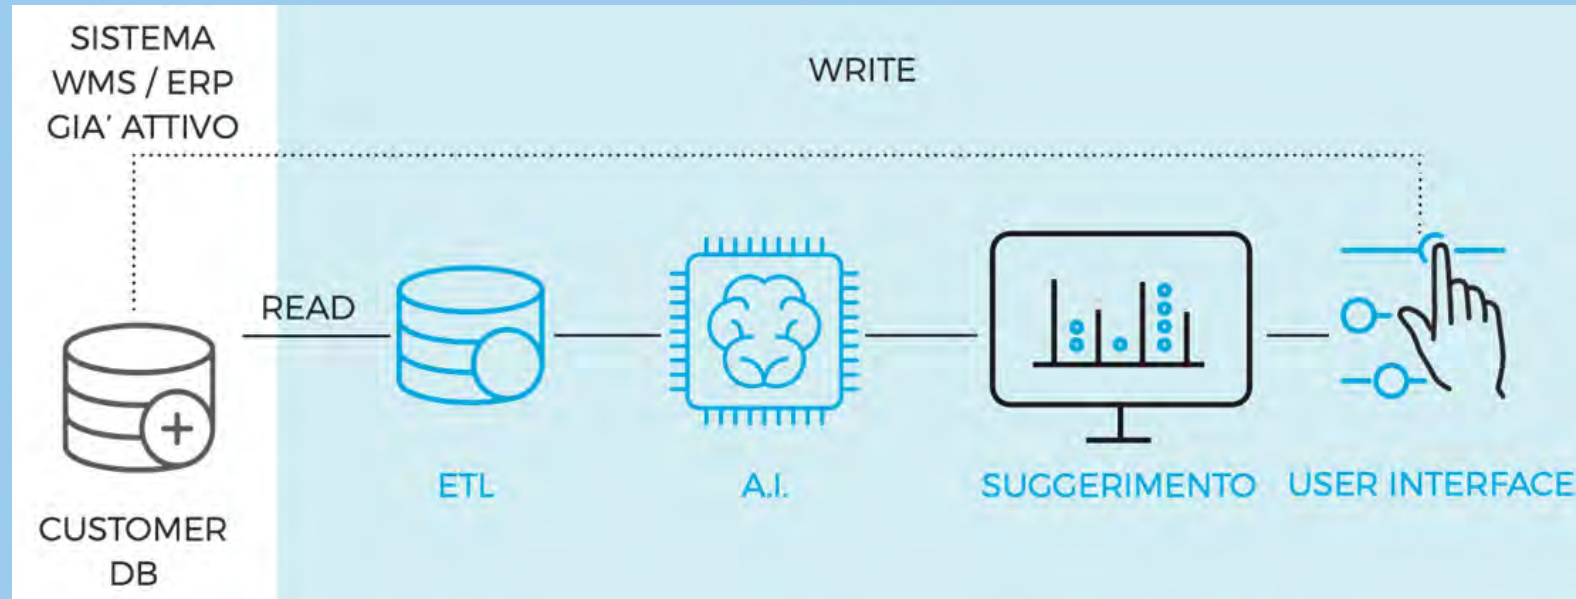 SISTEMA
WMS / ERP
GIA' ATTIVO
WRITE
READ
ETL
A.I.
SUGGERIMENTO
USER INTERFACE
CUSTOMER
DB